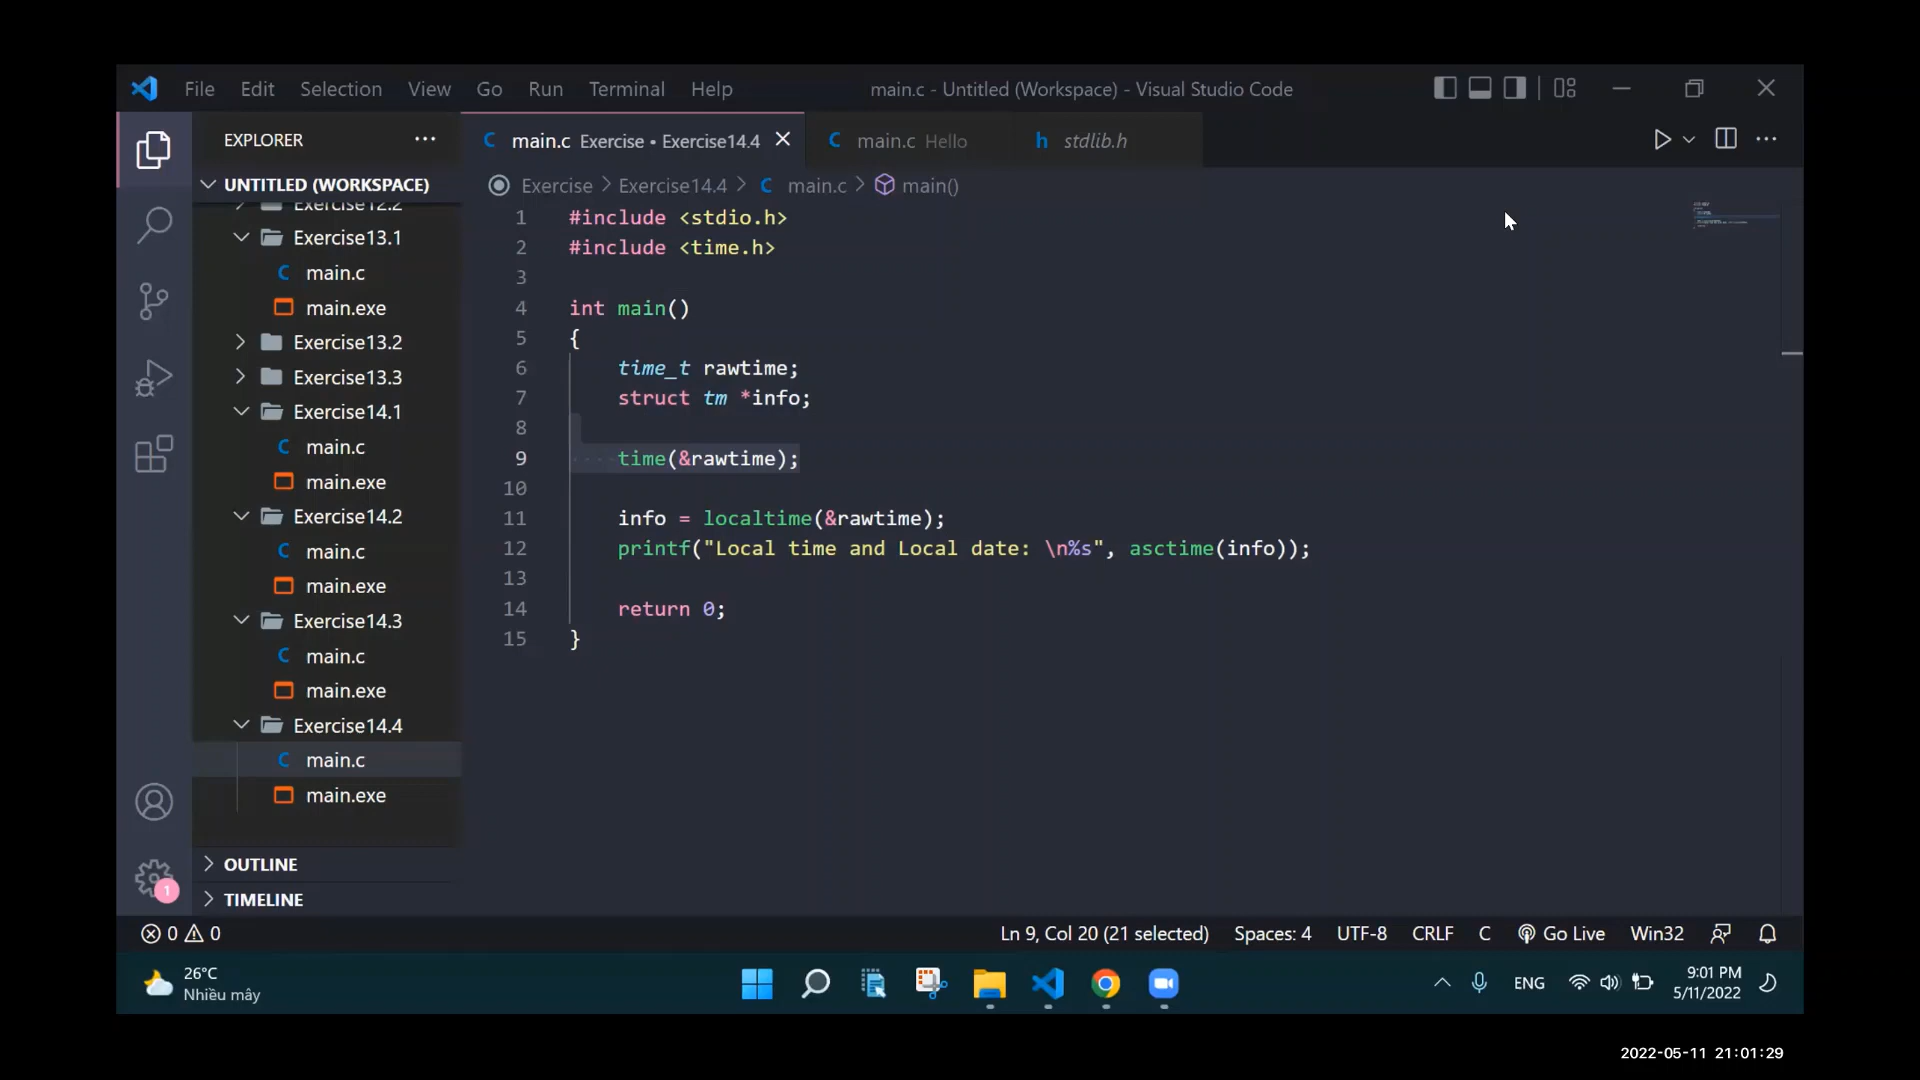 File Edit Selection View Go Run Terminal Help main.c - Untitled (Workspace) - Visual Studio Code
EXPLORER
main.c Exercise • Exercise14.4
main.c Hello
stdlib.h
UNTITLED (WORKSPACE)
Exercise12.2
Exercise13.1
main.c
main.exe
Exercise13.2
Exercise13.3
Exercise14.1
main.c
main.exe
Exercise14.2
main.c
main.exe
Exercise14.3
main.c
main.exe
Exercise14.4
main.c
main.exe
OUTLINE
TIMELINE
Exercise > Exercise14.4 > C main.c > main()
1 #include <stdio.h>
2 #include <time.h>
3
4 int main()
5 {
6 time_t rawtime;
7 struct tm *info;
8
9 time(&rawtime);
10
11 info = localtime(&rawtime);
12 printf("Local time and Local date: \n%s", asctime(info));
13
14 return 0;
15 }
1
0 0
Ln 9, Col 20 (21 selected) Spaces: 4 UTF-8 CRLF C Go Live Win32
26°C
Nhiều mây
ENG
9:01 PM
5/11/2022
2022-05-11 21:01:29